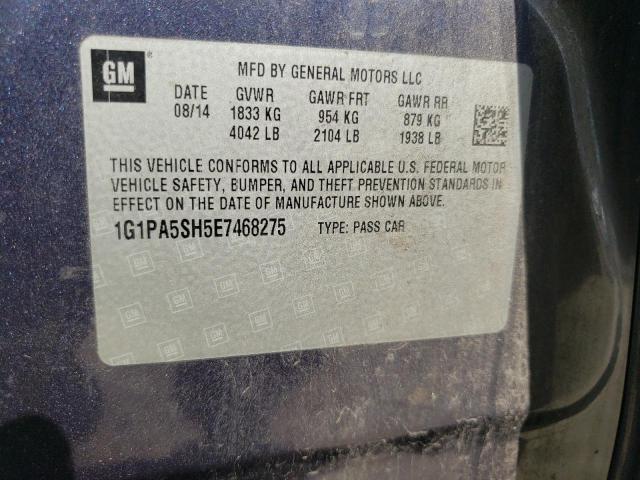 GM
MFD BY GENERAL MOTORS LLC
DATE GVWR GAWR FRT GAWR RR
08/14 1833 KG 954 KG 879 KG
4042 LB 2104 LB 1938 LB
THIS VEHICLE CONFORMS TO ALL APPLICABLE U.S. FEDERAL MOTOR
VEHICLE SAFETY, BUMPER, AND THEFT PREVENTION STANDARDS IN
EFFECT ON THE DATE OF MANUFACTURE SHOWN ABOVE.
1G1PA5SH5E7468275 TYPE: PASS CAR